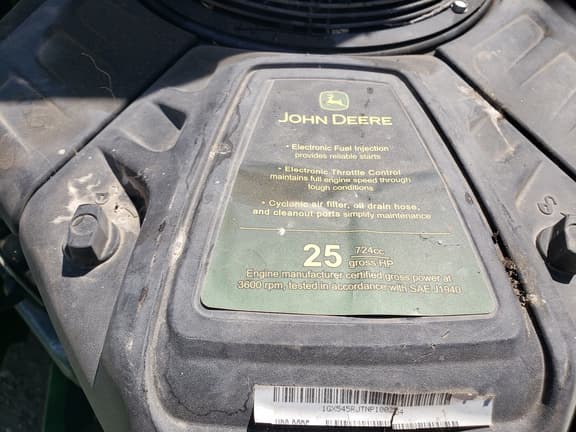 JOHN DEERE
• Electronic Fuel Injection
provides reliable starts
• Electronic Throttle Control
maintains full engine speed through
tough conditions
• Cyclonic air filter, oil drain hose,
and cleanout ports simplify maintenance
25 724cc
gross HP
Engine manufacturer certified gross power at
3600 rpm, tested in accordance with SAE J1940